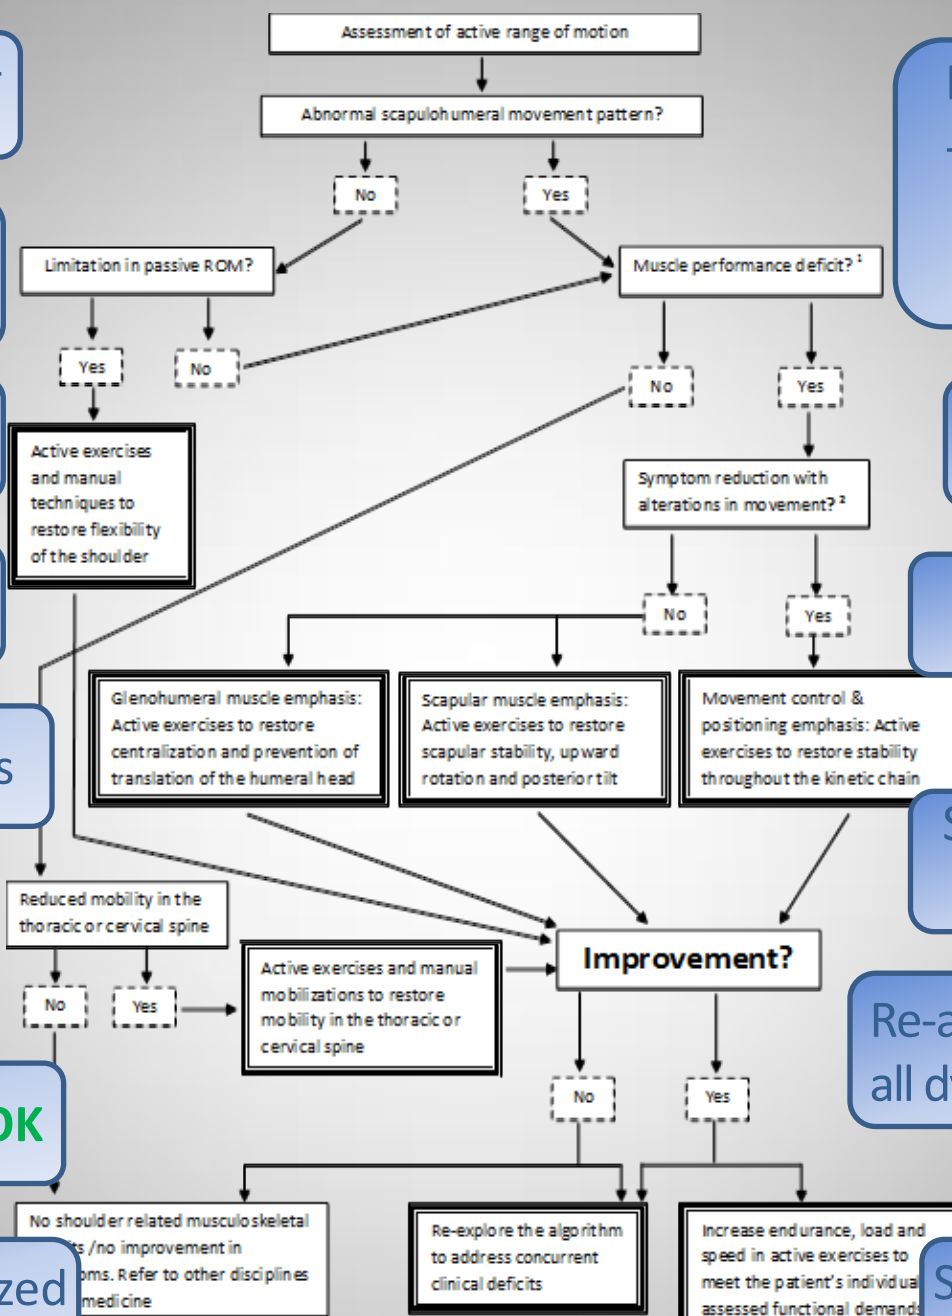 Assessment of active range of motion
Abnormal scapulohumeral movement pattern?
No
Yes
Limitation in passive ROM?
Muscle performance deficit? ¹
Yes
No
No
Yes
Active exercises
and manual
techniques to
restore flexibility
of the shoulder
Symptom reduction with
alterations in movement? ²
No
Yes
Glenohumeral muscle emphasis:
Active exercises to restore
centralization and prevention of
translation of the humeral head
Scapular muscle emphasis:
Active exercises to restore
scapular stability, upward
rotation and posterior tilt
Movement control &
positioning emphasis: Active
exercises to restore stability
throughout the kinetic chain
s
Reduced mobility in the
thoracic or cervical spine
No
Yes
Active exercises and manual
mobilizations to restore
mobility in the thoracic or
cervical spine
Improvement?
Re-a
all d
No
Yes
OK
No shoulder related musculoskeletal
/no improvement in
Refer to other disciplines
medicine
zed
Re-explore the algorithm
to address concurrent
clinical deficits
Increase endurance, load and
speed in active exercises to
meet the patient's individual
assessed functional demands
S
S